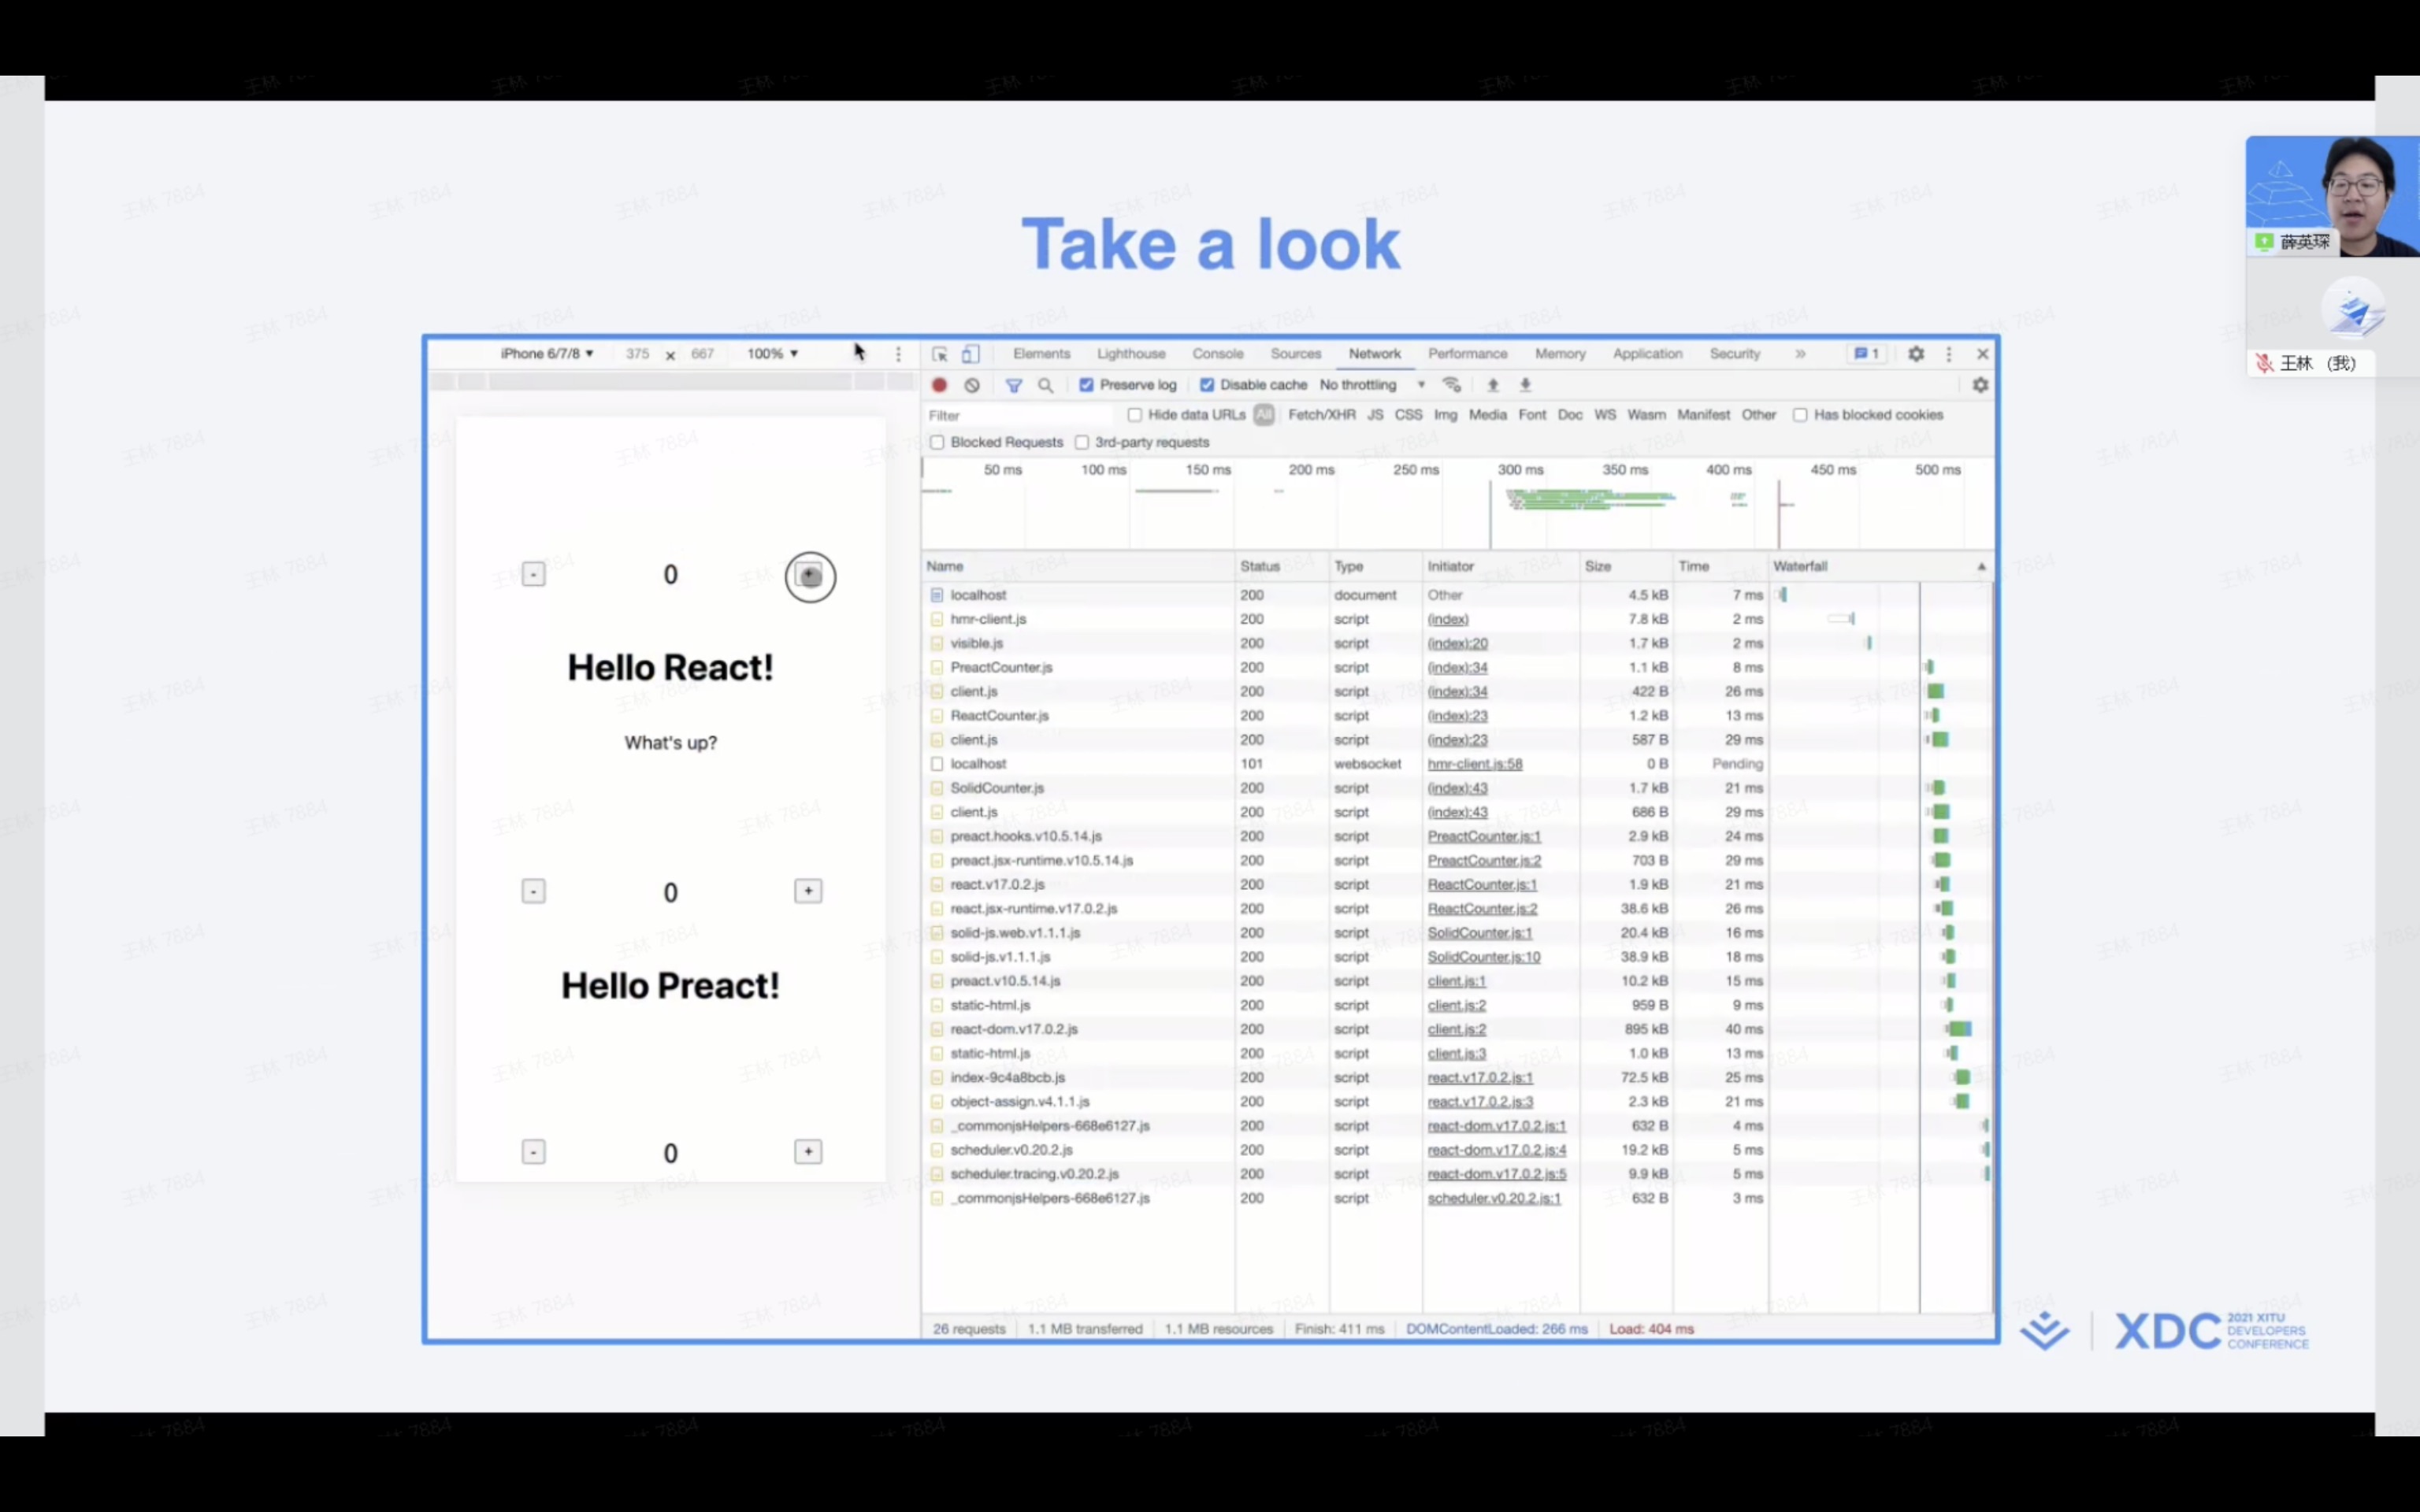 Take a look
薛英琛
王林 (我)
iPhone 6/7/8 ▼ 375 x 667 100% ▼
Elements Lighthouse Console Sources Network Performance Memory Application Security » 1
Preserve log Disable cache No throttling ▼
Filter Hide data URLs All Fetch/XHR JS CSS Img Media Font Doc WS Wasm Manifest Other Has blocked cookies
Blocked Requests 3rd-party requests
50 ms 100 ms 150 ms 200 ms 250 ms 300 ms 350 ms 400 ms 450 ms 500 ms
- 0 +
Hello React!
What's up?
- 0 +
Hello Preact!
- 0 +
Name Status Type Initiator Size Time Waterfall
localhost 200 document Other 4.5 kB 7 ms
hmr-client.js 200 script (index) 7.8 kB 2 ms
visible.js 200 script (index):20 1.7 kB 2 ms
PreactCounter.js 200 script (index):34 1.1 kB 8 ms
client.js 200 script (index):34 422 B 26 ms
ReactCounter.js 200 script (index):23 1.2 kB 13 ms
client.js 200 script (index):23 587 B 29 ms
localhost 101 websocket hmr-client.js:58 0 B Pending
SolidCounter.js 200 script (index):43 1.7 kB 21 ms
client.js 200 script (index):43 686 B 29 ms
preact.hooks.v10.5.14.js 200 script PreactCounter.js:1 2.9 kB 24 ms
preact.jsx-runtime.v10.5.14.js 200 script PreactCounter.js:2 703 B 29 ms
react.v17.0.2.js 200 script ReactCounter.js:1 1.9 kB 21 ms
react.jsx-runtime.v17.0.2.js 200 script ReactCounter.js:2 38.6 kB 26 ms
solid-js.web.v1.1.1.js 200 script SolidCounter.js:1 20.4 kB 16 ms
solid-js.v1.1.1.js 200 script SolidCounter.js:10 38.9 kB 18 ms
preact.v10.5.14.js 200 script client.js:1 10.2 kB 15 ms
static-html.js 200 script client.js:2 959 B 9 ms
react-dom.v17.0.2.js 200 script client.js:2 895 kB 40 ms
static-html.js 200 script client.js:3 1.0 kB 13 ms
index-9c4a8bcb.js 200 script react.v17.0.2.js:1 72.5 kB 25 ms
object-assign.v4.1.1.js 200 script react.v17.0.2.js:3 2.3 kB 21 ms
_commonjsHelpers-668e6127.js 200 script react-dom.v17.0.2.js:1 632 B 4 ms
scheduler.v0.20.2.js 200 script react-dom.v17.0.2.js:4 19.2 kB 5 ms
scheduler.tracing.v0.20.2.js 200 script react-dom.v17.0.2.js:5 9.9 kB 5 ms
_commonjsHelpers-668e6127.js 200 script scheduler.v0.20.2.js:1 632 B 3 ms
26 requests 1.1 MB transferred 1.1 MB resources Finish: 411 ms DOMContentLoaded: 266 ms Load: 404 ms
XDC
2021 XITU
DEVELOPERS
CONFERENCE
王林 7884